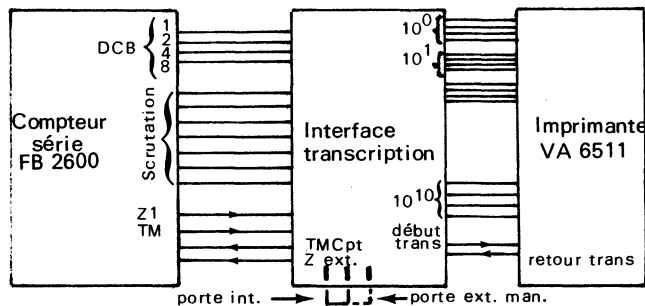 DCB
1
2
4
8
Scrutation
Compteur
série
FB 2600
Z1
TM
Interface
transcription
10⁰
10¹
10¹⁰
début
trans
TMCpt
Z ext.
Imprimante
VA 6511
retour trans
porte int.
porte ext. man.